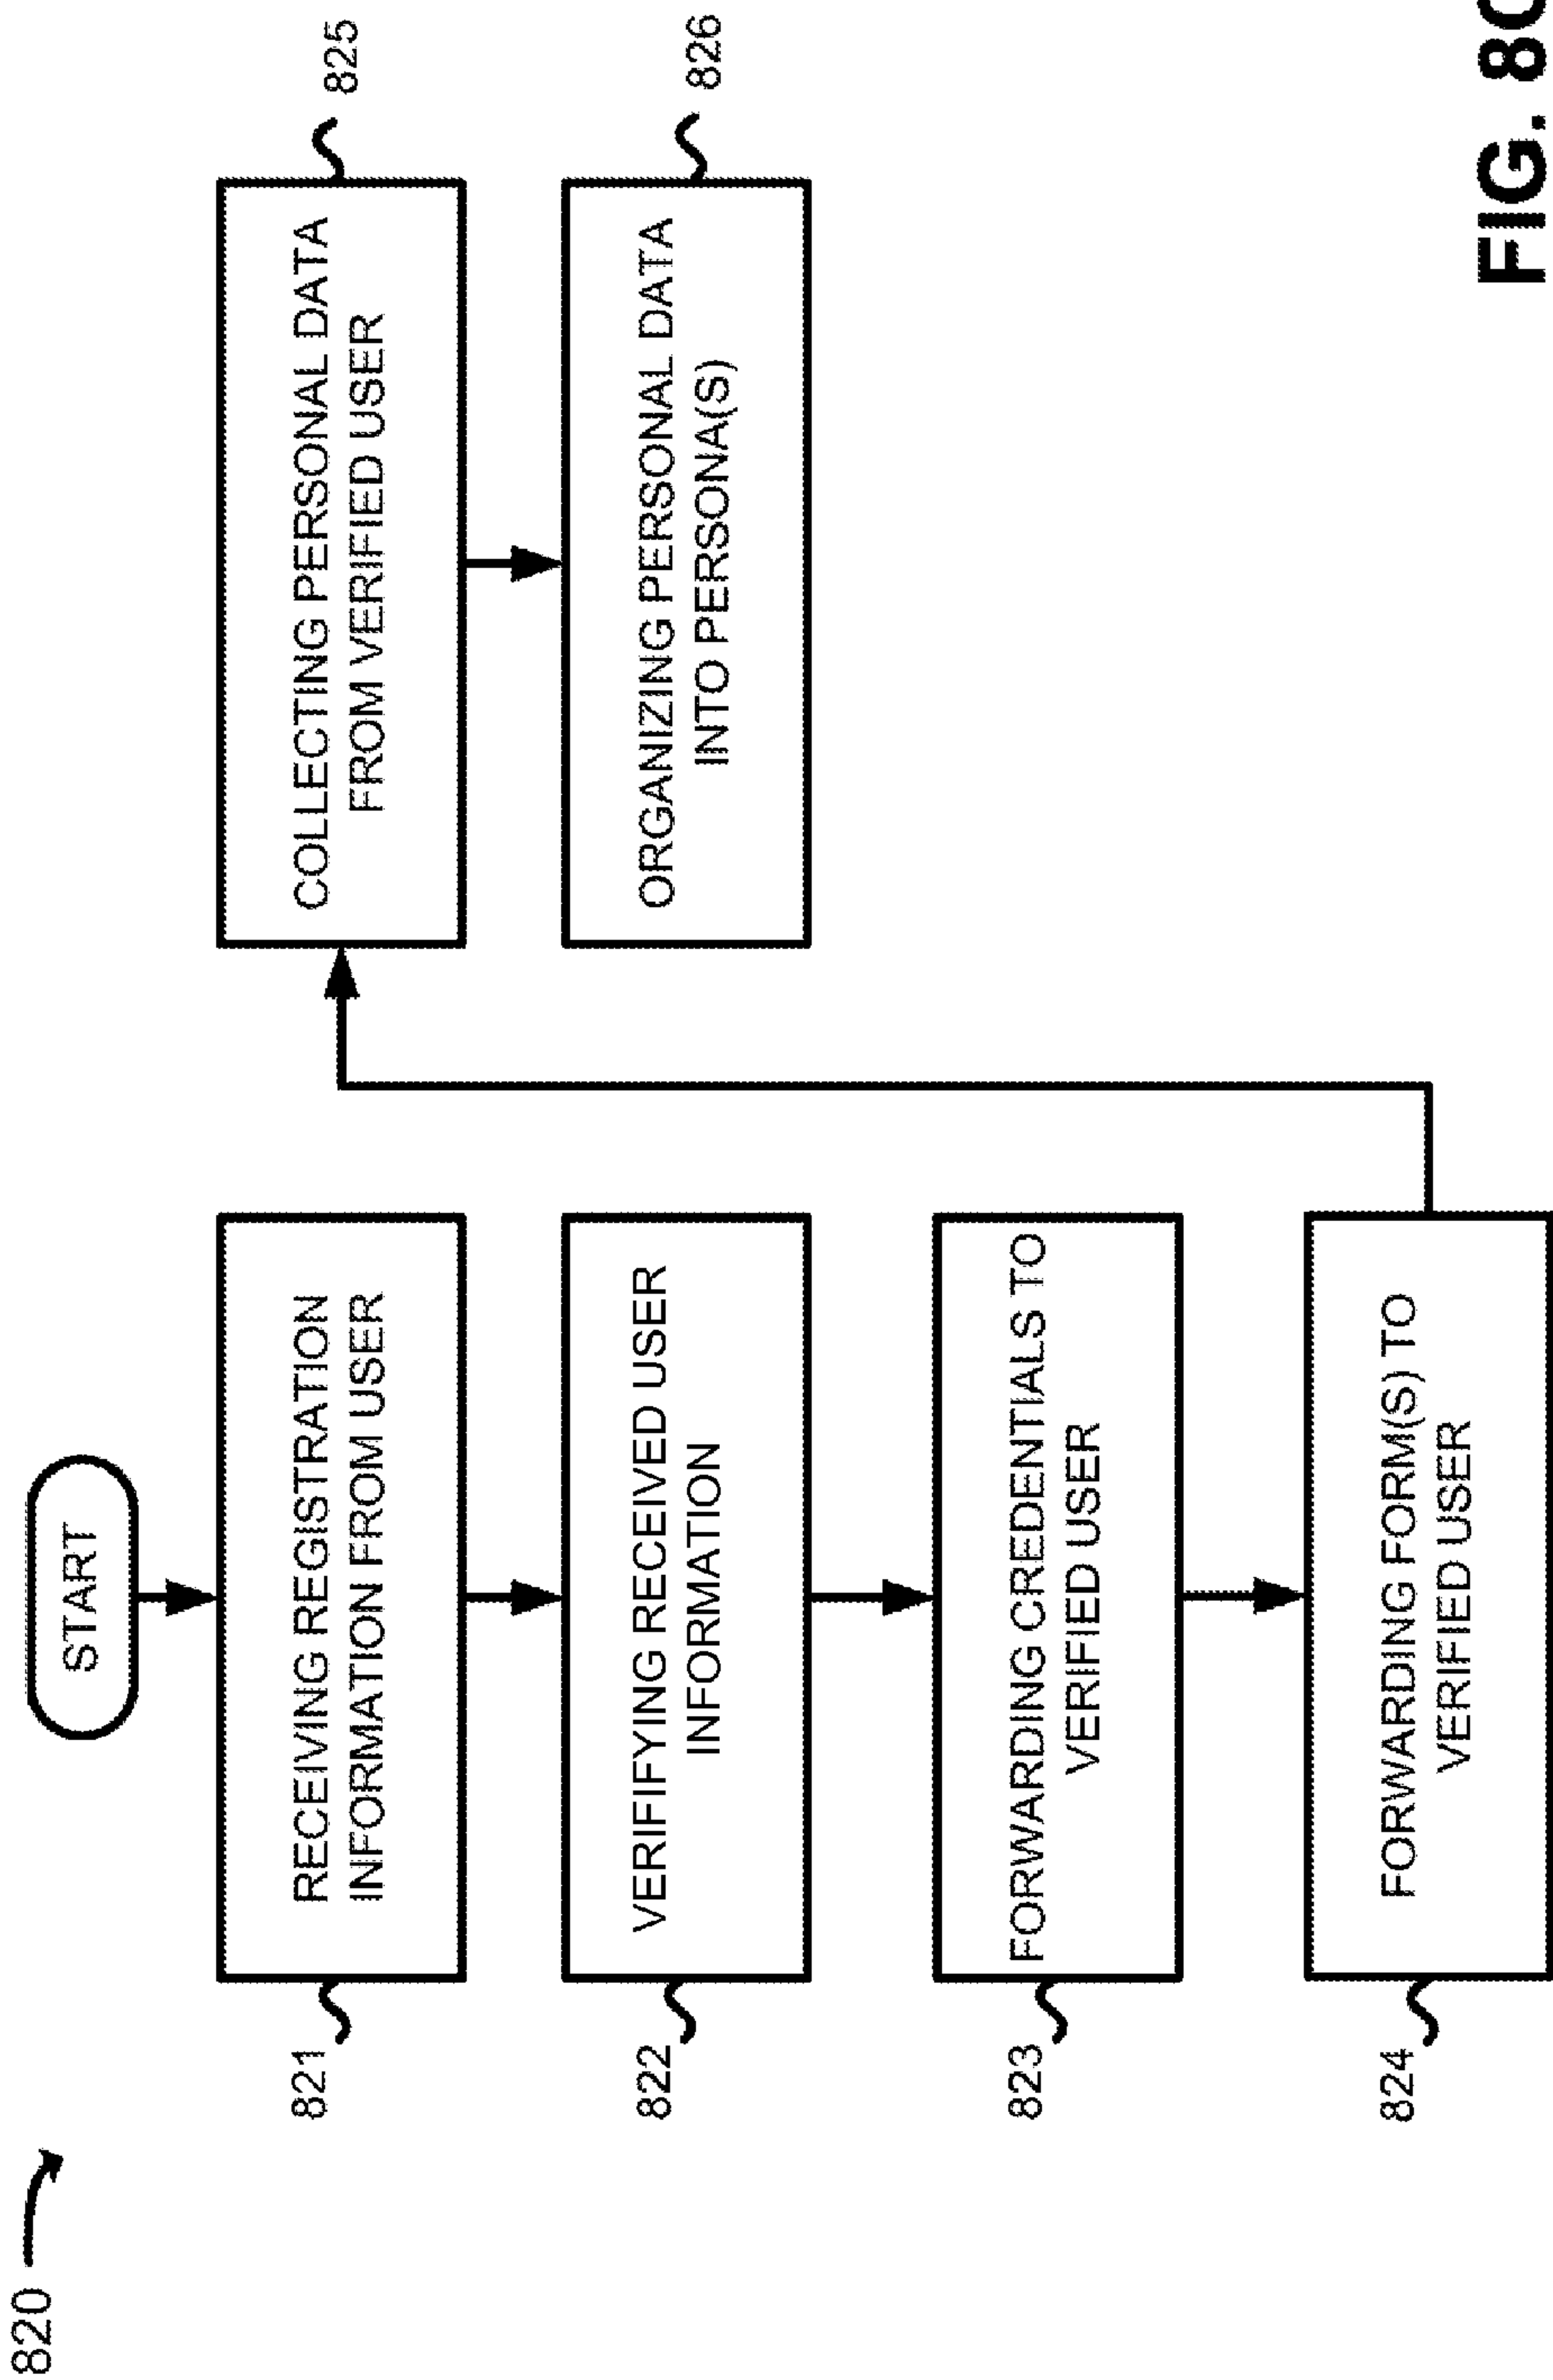 820
START
821
RECEIVING REGISTRATION
INFORMATION FROM USER
822
VERIFIFYING RECEIVED USER
INFORMATION
823
FORWARDING CREDENTIALS TO
VERIFIED USER
824
FORWARDING FORM(S) TO
VERIFIED USER
825
COLLECTING PERSONAL DATA
FROM VERIFIED USER
826
ORGANIZING PERSONAL DATA
INTO PERSONA(S)
FIG. 8C